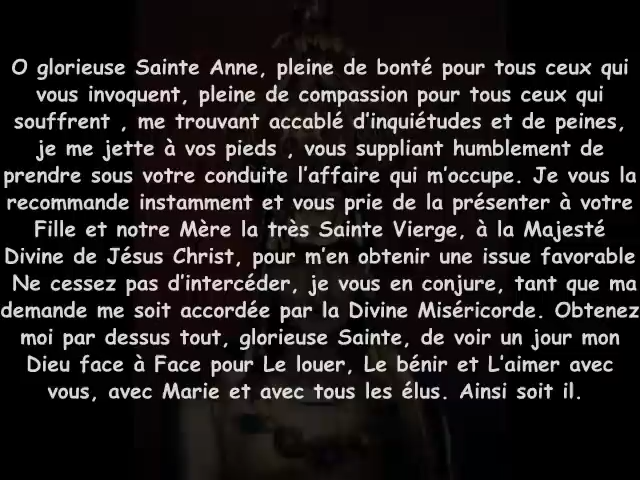 O glorieuse Sainte Anne, pleine de bonté pour tous ceux qui
vous invoquent, pleine de compassion pour tous ceux qui
souffrent , me trouvant accablé d'inquiétudes et de peines,
je me jette à vos pieds , vous suppliant humblement de
prendre sous votre conduite l'affaire qui m'occupe. Je vous la
recommande instamment et vous prie de la présenter à votre
Fille et notre Mère la très Sainte Vierge, à la Majesté
Divine de Jésus Christ, pour m'en obtenir une issue favorable
Ne cessez pas d'intercéder, je vous en conjure, tant que ma
demande me soit accordée par la Divine Miséricorde. Obtenez
moi par dessus tout, glorieuse Sainte, de voir un jour mon
Dieu face à Face pour Le louer, Le bénir et L'aimer avec
vous, avec Marie et avec tous les élus. Ainsi soit il.